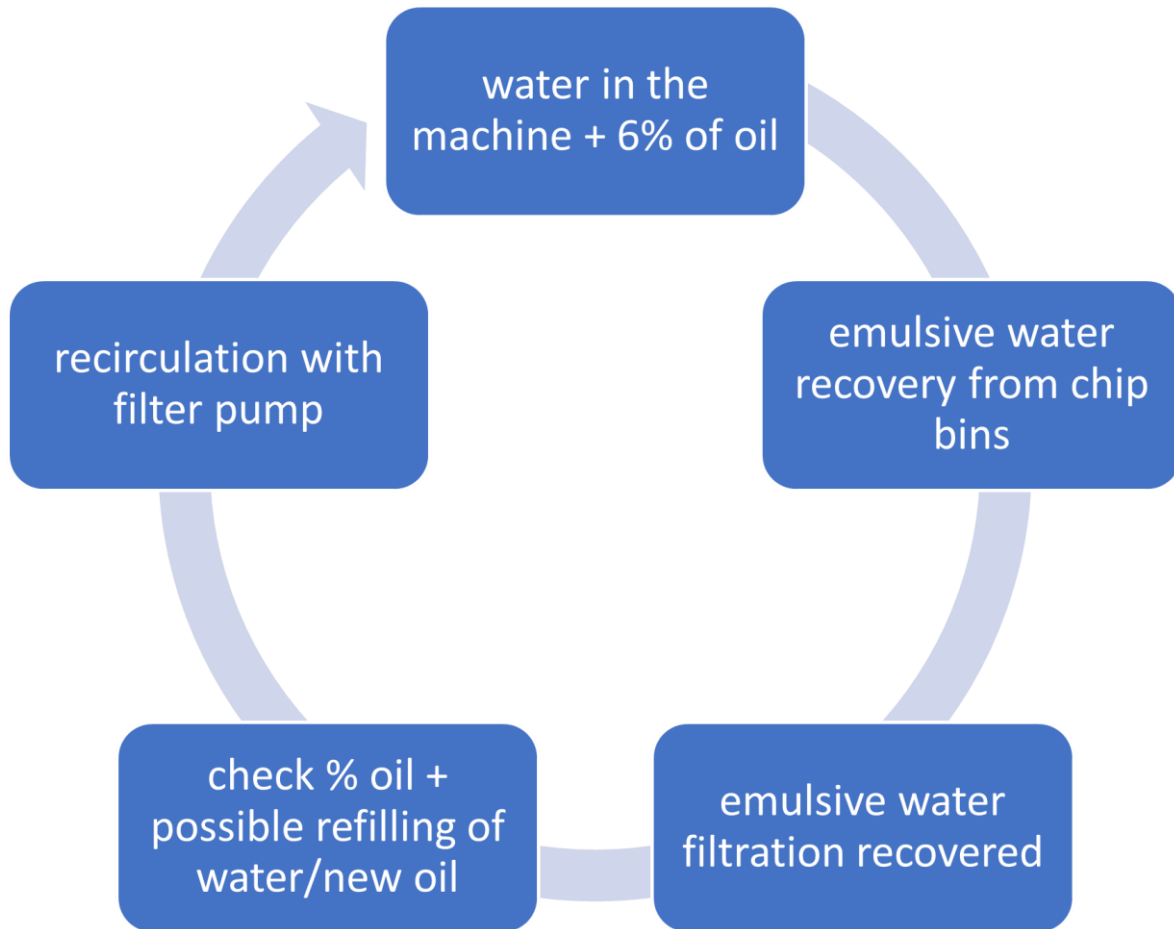 water in the
machine + 6% of oil
emulsive water
recovery from chip
bins
emulsive water
filtration recovered
check % oil +
possible refilling of
water/new oil
recirculation with
filter pump